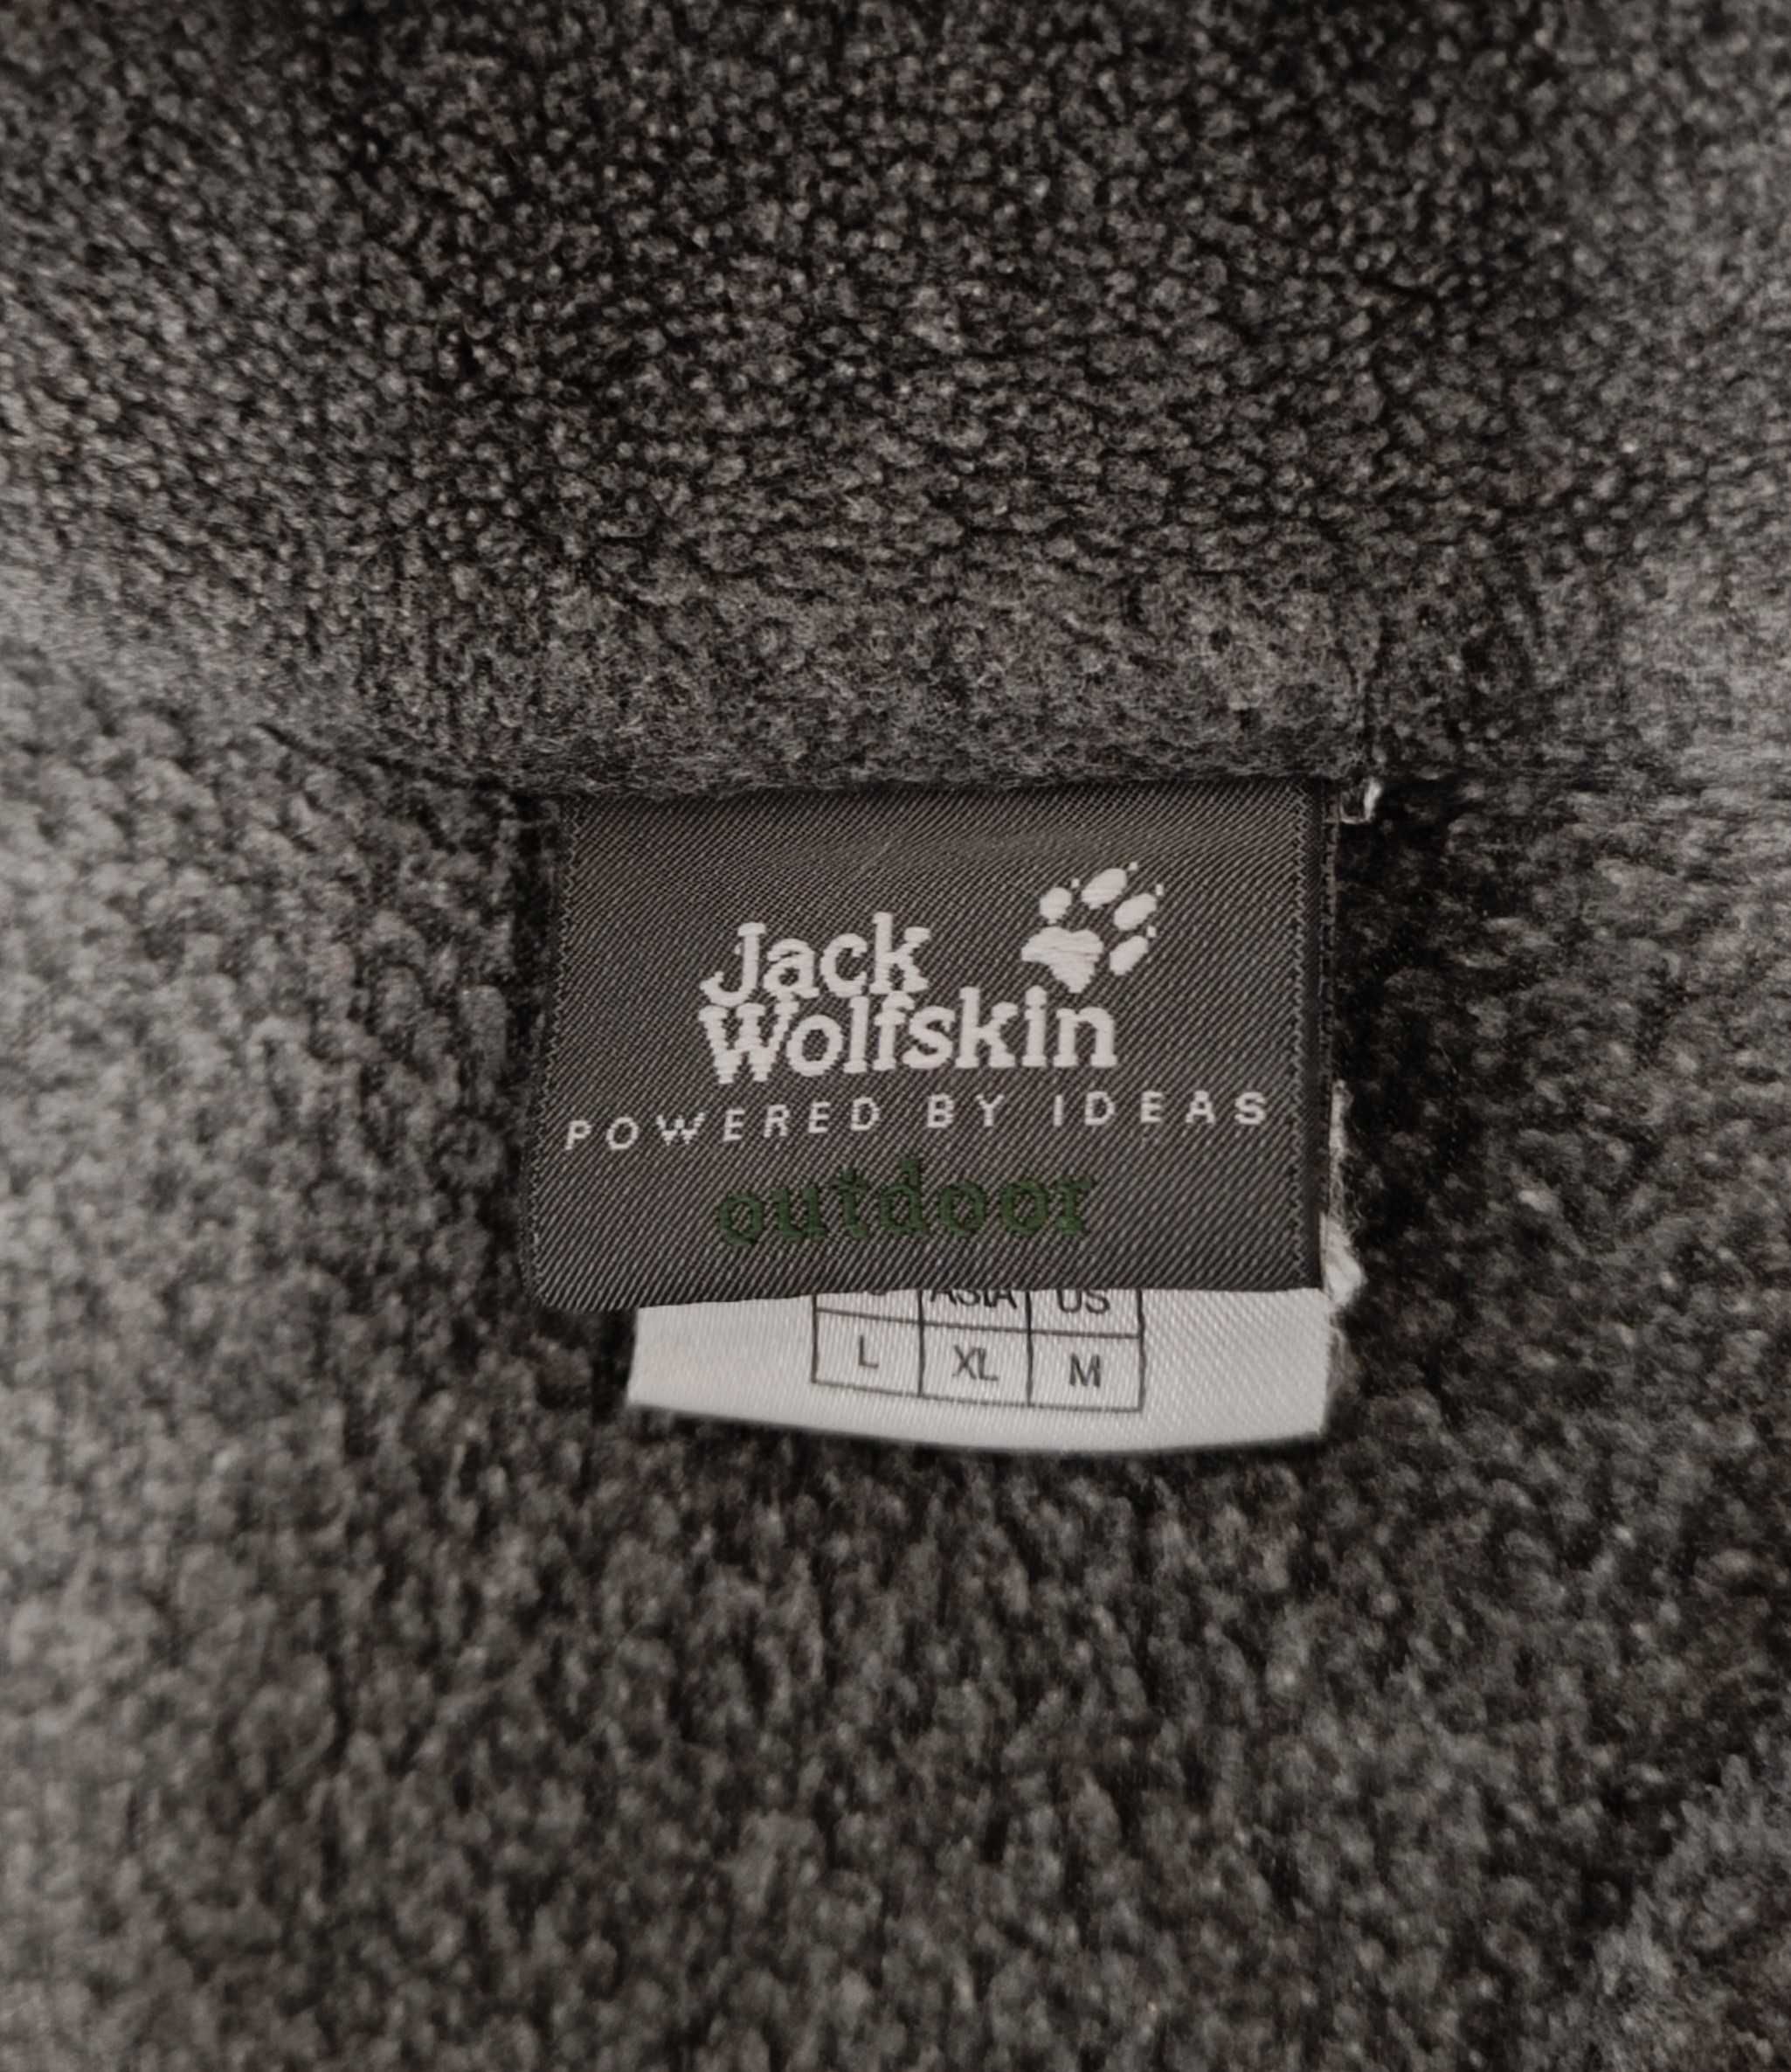 Jack
Wolfskin
POWERED BY IDEAS
outdoor
ASIA US
L XL M